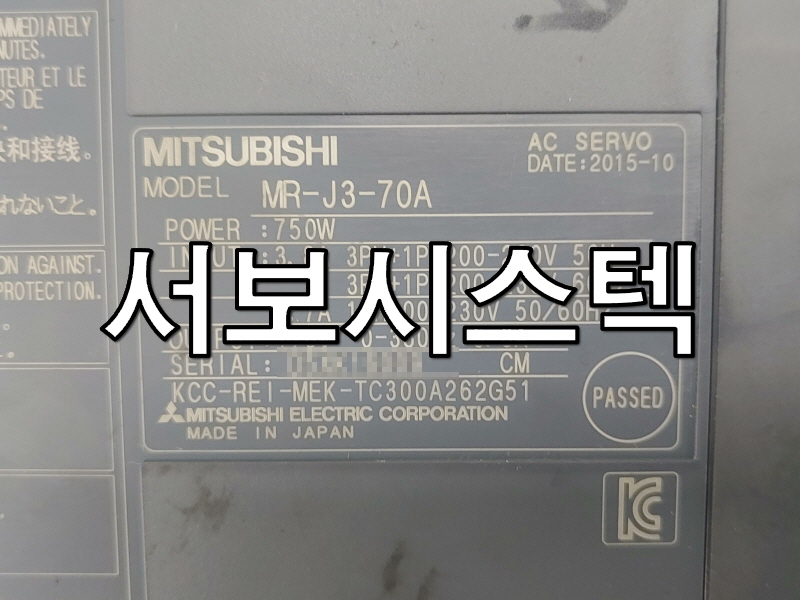 MMEDIATELY
NUTES.
TEUR ET LE
PS DE
和接线。
れないこと。
ON AGAINST.
PROTECTION.
MITSUBISHI
AC SERVO
DATE:2015-10
MODEL MR-J3-70A
POWER :750W
서보시스텍
50/60H
SERIAL: CM
KCC-REI-MEK-TC300A262G51
MITSUBISHI ELECTRIC CORPORATION
MADE IN JAPAN
PASSED